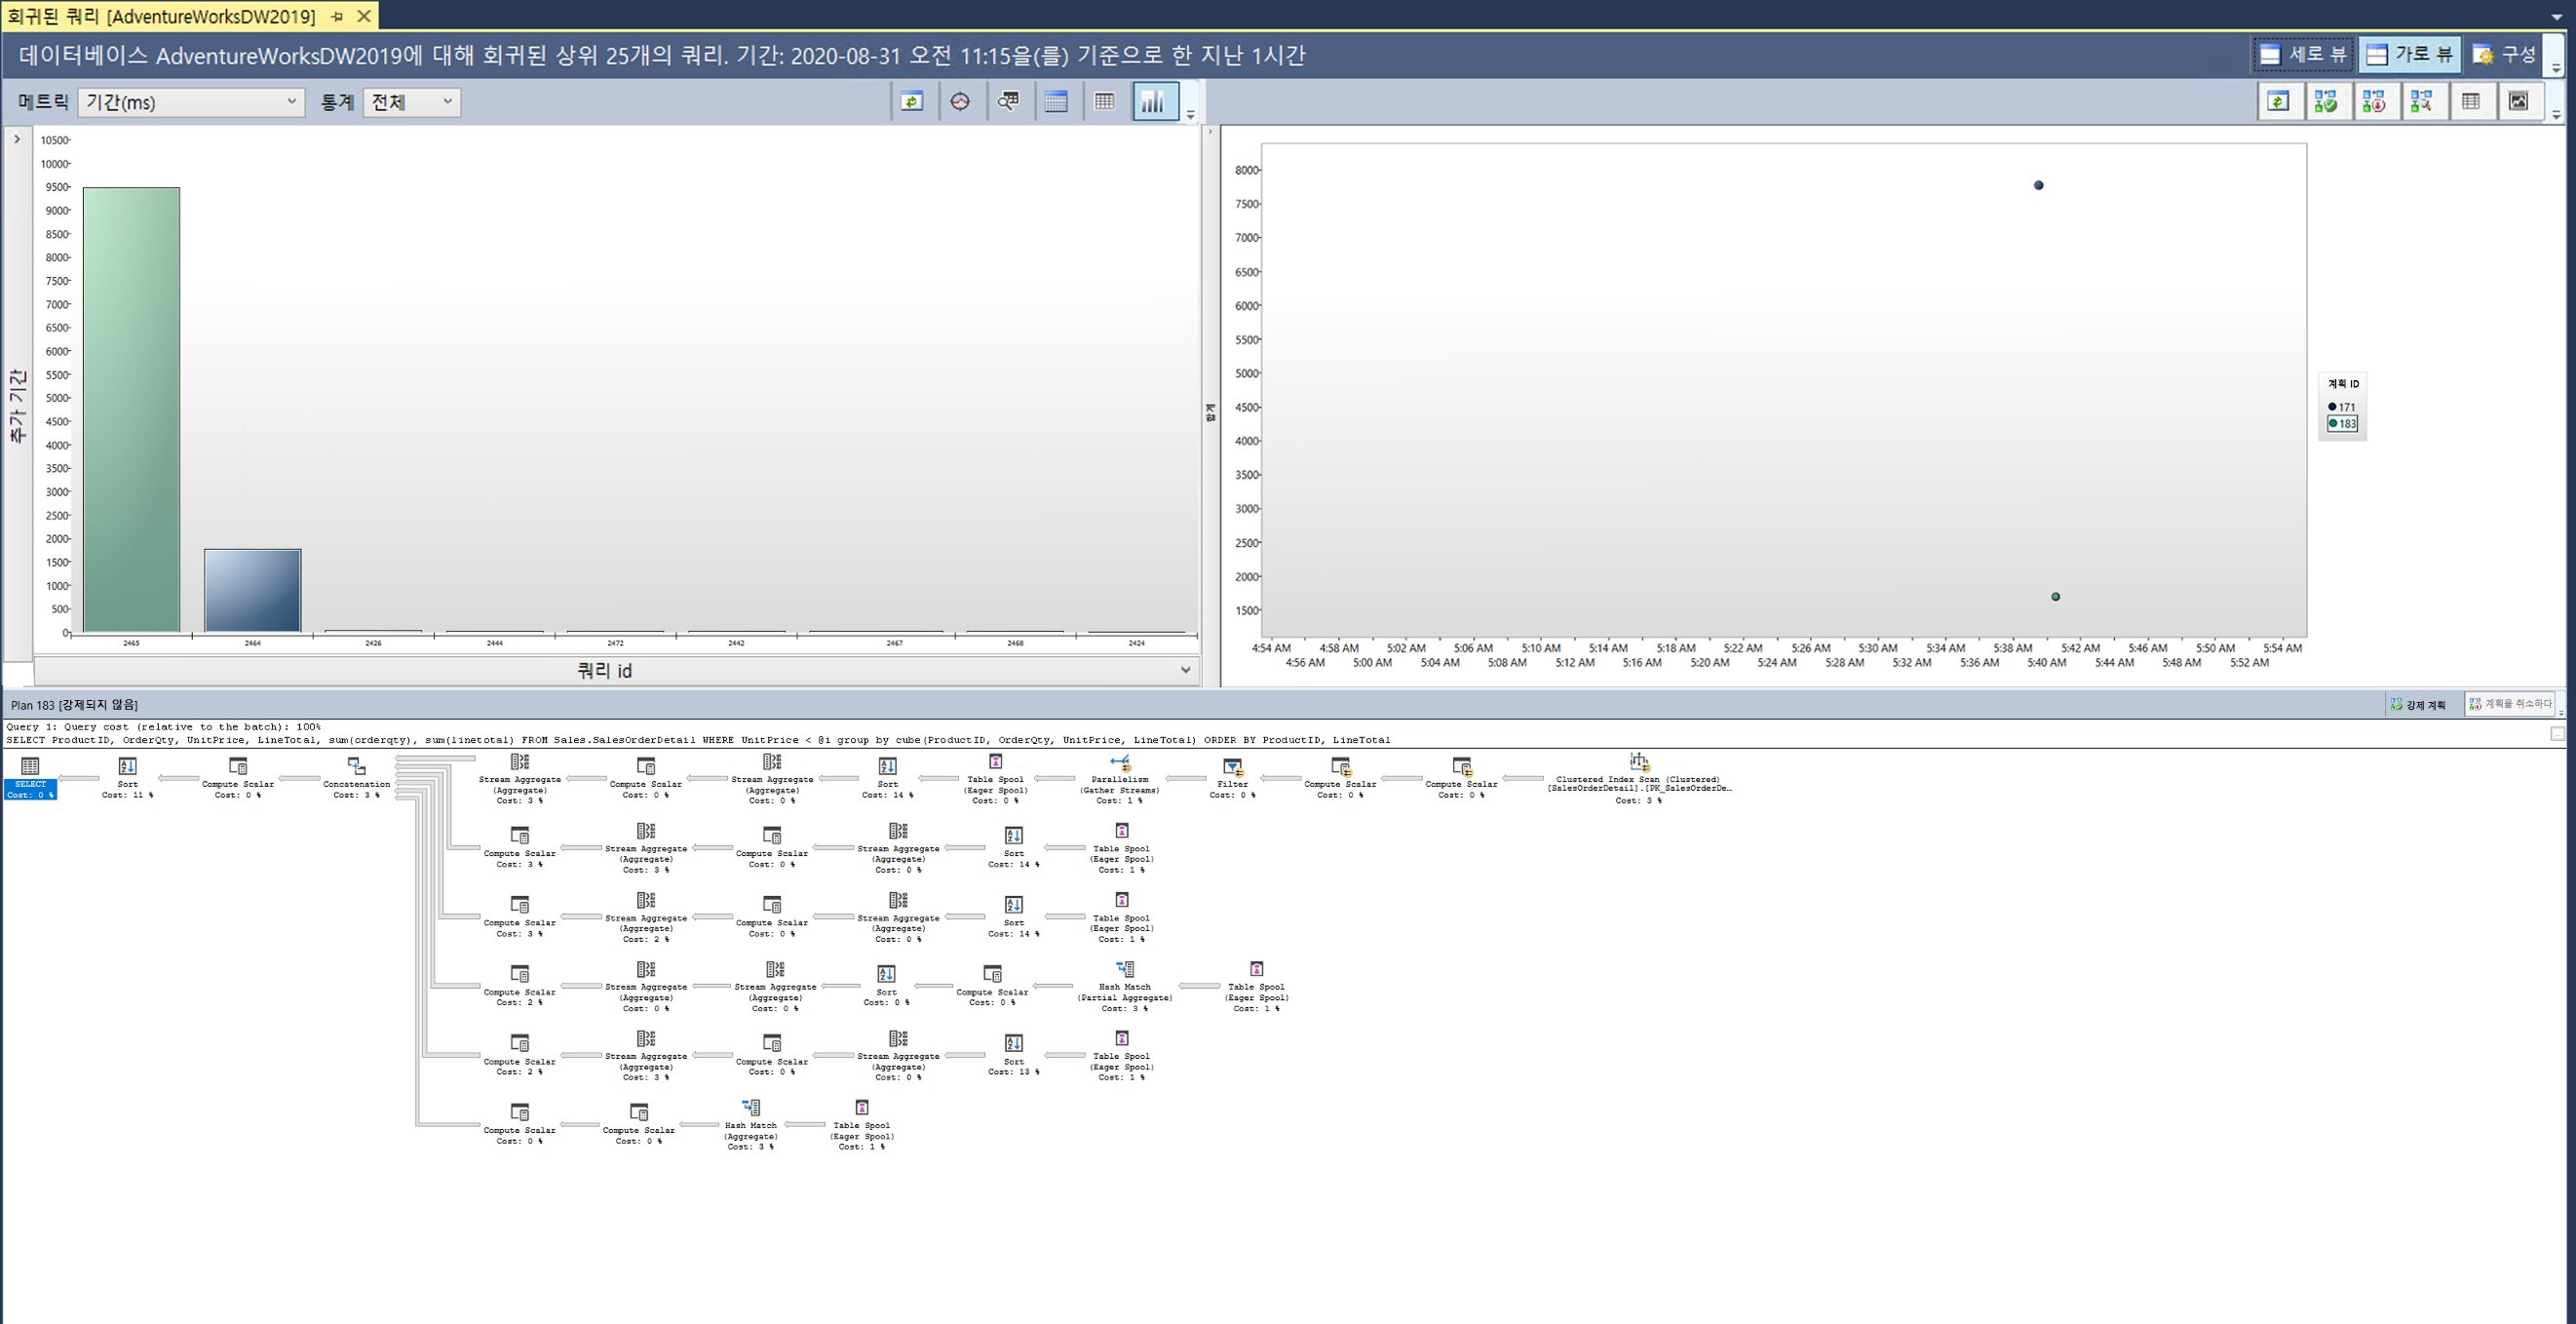 회귀된 쿼리 [AdventureWorksDW2019]
데이터베이스 AdventureWorksDW2019에 대해 회귀된 상위 25개의 쿼리. 기간: 2020-08-31 오전 11:15을(를) 기준으로 한 지난 1시간
세로 뷰 가로 뷰 구성
메트릭 기간(ms) 통계 전체
추가 기간
10500
10000
9500
9000
8500
8000
7500
7000
6500
6000
5500
5000
4500
4000
3500
3000
2500
2000
1500
1000
500
0
2465 2464 2426 2444 2472 2442 2467 2468 2424
쿼리 id
합계
8000
7500
7000
6500
6000
5500
5000
4500
4000
3500
3000
2500
2000
1500
4:54 AM 4:58 AM 5:02 AM 5:06 AM 5:10 AM 5:14 AM 5:18 AM 5:22 AM 5:26 AM 5:30 AM 5:34 AM 5:38 AM 5:42 AM 5:46 AM 5:50 AM 5:54 AM
4:56 AM 5:00 AM 5:04 AM 5:08 AM 5:12 AM 5:16 AM 5:20 AM 5:24 AM 5:28 AM 5:32 AM 5:36 AM 5:40 AM 5:44 AM 5:48 AM 5:52 AM
계획 ID
171
183
Plan 183 [강제되지 않음]
강제 계획 계획을 취소하다
Query 1: Query cost (relative to the batch): 100%
SELECT ProductID, OrderQty, UnitPrice, LineTotal, sum(orderqty), sum(linetotal) FROM Sales.SalesOrderDetail WHERE UnitPrice < @i group by cube(ProductID, OrderQty, UnitPrice, LineTotal) ORDER BY ProductID, LineTotal
SELECT
Cost: 0 %
Sort
Cost: 11 %
Compute Scalar
Cost: 0 %
Concatenation
Cost: 3 %
Stream Aggregate
(Aggregate)
Cost: 3 %
Compute Scalar
Cost: 0 %
Stream Aggregate
(Aggregate)
Cost: 0 %
Sort
Cost: 14 %
Table Spool
(Eager Spool)
Cost: 0 %
Parallelism
(Gather Streams)
Cost: 1 %
Filter
Cost: 0 %
Compute Scalar
Cost: 0 %
Compute Scalar
Cost: 0 %
Clustered Index Scan (Clustered)
[SalesOrderDetail].[PK_SalesOrderDe…
Cost: 3 %
Compute Scalar
Cost: 3 %
Stream Aggregate
(Aggregate)
Cost: 3 %
Compute Scalar
Cost: 0 %
Stream Aggregate
(Aggregate)
Cost: 0 %
Sort
Cost: 14 %
Table Spool
(Eager Spool)
Cost: 1 %
Compute Scalar
Cost: 3 %
Stream Aggregate
(Aggregate)
Cost: 2 %
Compute Scalar
Cost: 0 %
Stream Aggregate
(Aggregate)
Cost: 0 %
Sort
Cost: 14 %
Table Spool
(Eager Spool)
Cost: 1 %
Compute Scalar
Cost: 2 %
Stream Aggregate
(Aggregate)
Cost: 0 %
Stream Aggregate
(Aggregate)
Cost: 0 %
Sort
Cost: 0 %
Compute Scalar
Cost: 0 %
Hash Match
(Partial Aggregate)
Cost: 3 %
Table Spool
(Eager Spool)
Cost: 1 %
Compute Scalar
Cost: 2 %
Stream Aggregate
(Aggregate)
Cost: 3 %
Compute Scalar
Cost: 0 %
Stream Aggregate
(Aggregate)
Cost: 0 %
Sort
Cost: 13 %
Table Spool
(Eager Spool)
Cost: 1 %
Compute Scalar
Cost: 0 %
Compute Scalar
Cost: 0 %
Hash Match
(Aggregate)
Cost: 3 %
Table Spool
(Eager Spool)
Cost: 1 %